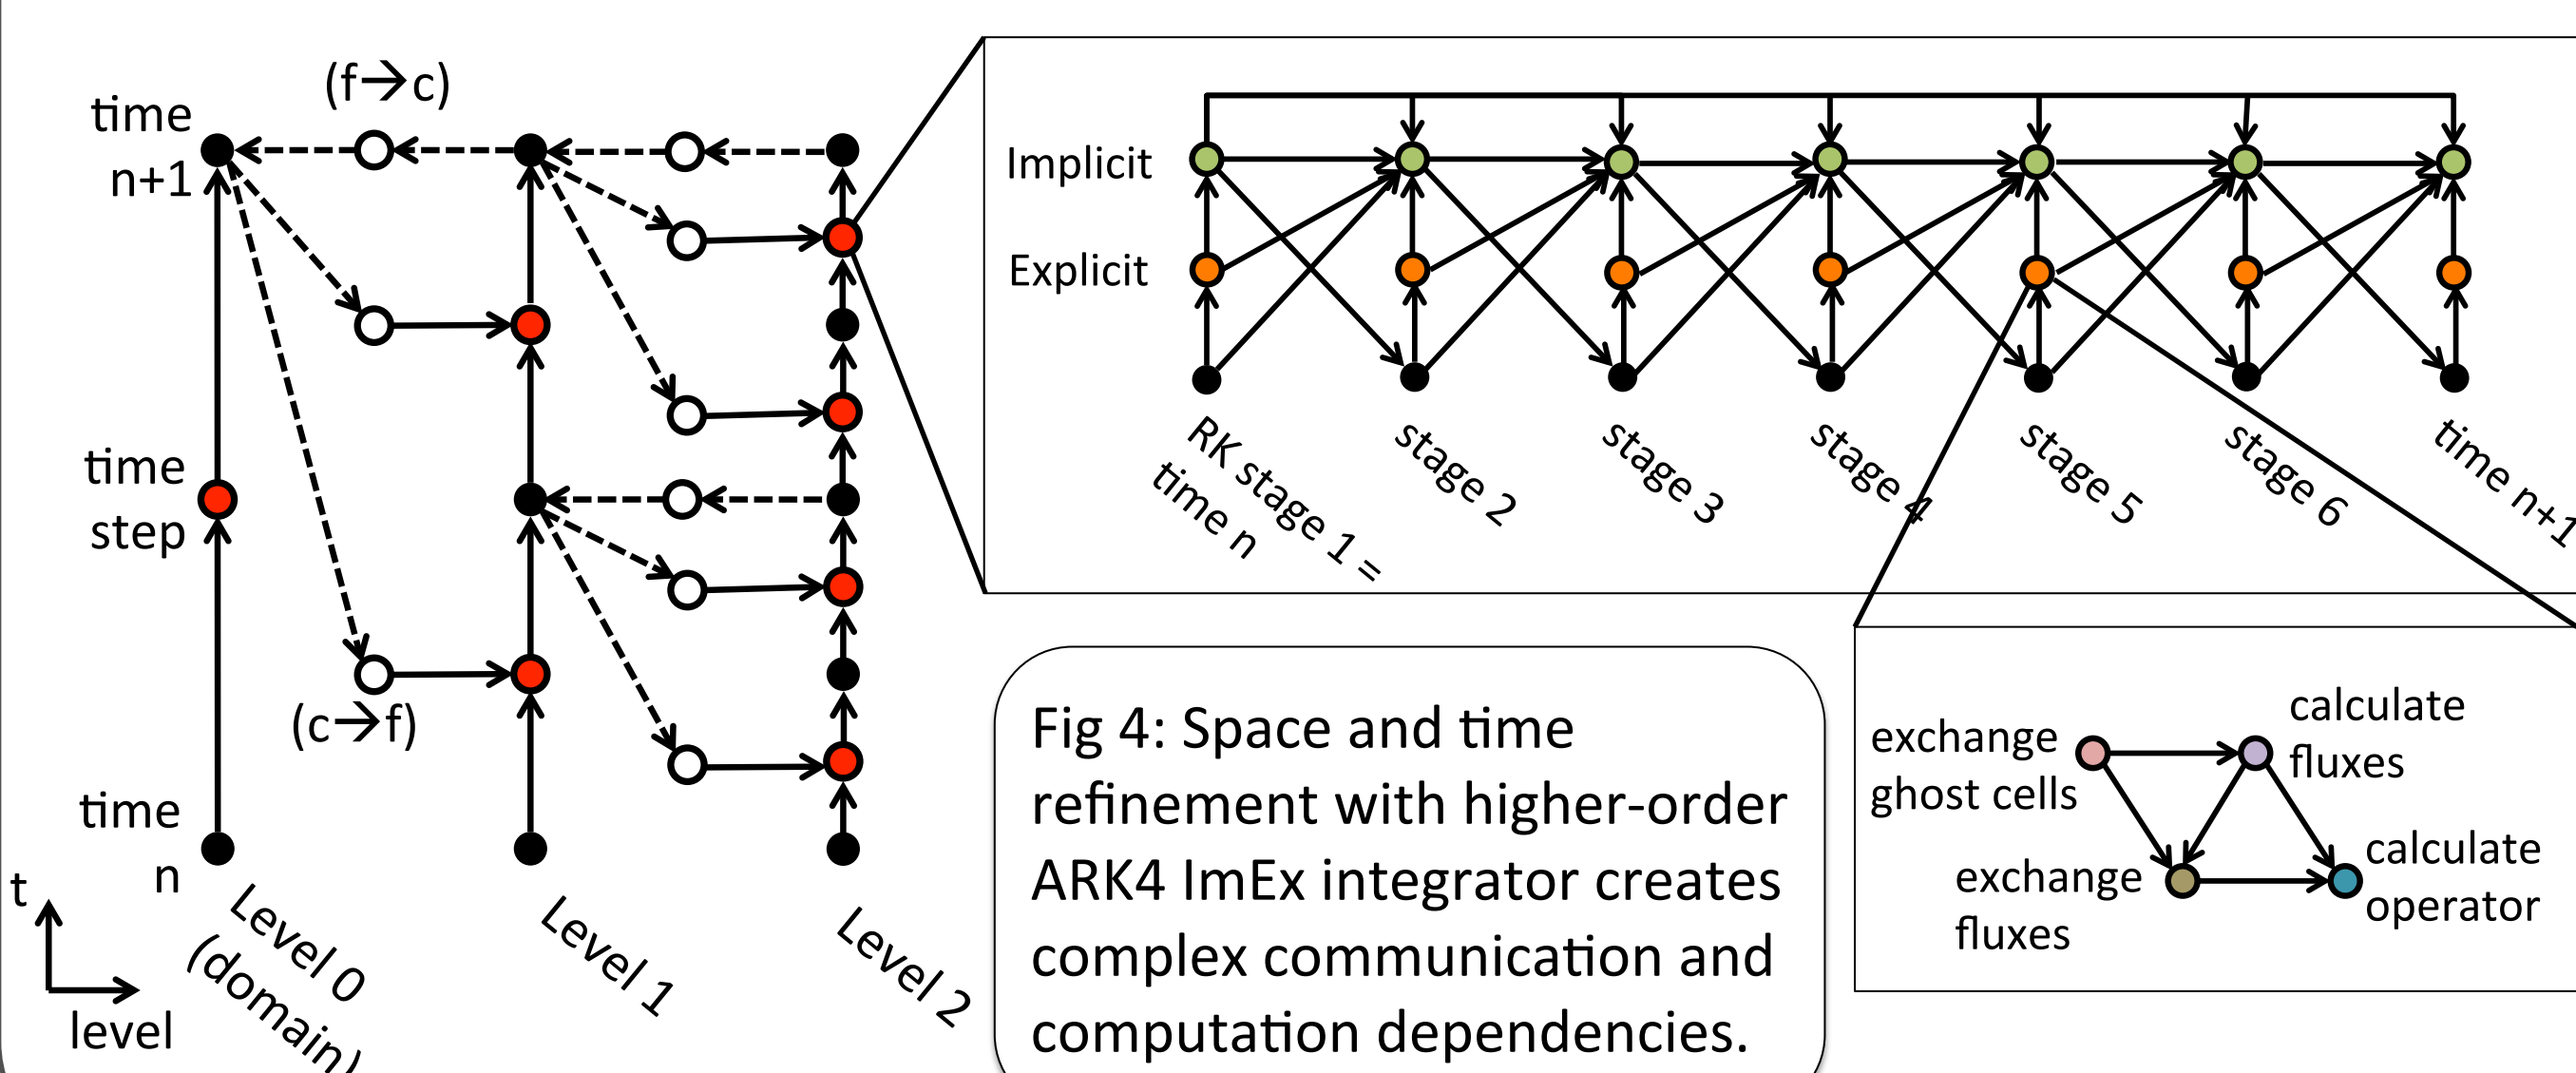 (f→c)
time
n+1
time
step
(c→f)
time
n
t
level
Level 0
(domain)
Level 1
Level 2
Implicit
Explicit
RK stage 1 =
time n
stage 2
stage 3
stage 4
stage 5
stage 6
time n+1
Fig 4: Space and time
refinement with higher-order
ARK4 ImEx integrator creates
complex communication and
computation dependencies.
exchange
ghost cells
calculate
fluxes
exchange
fluxes
calculate
operator